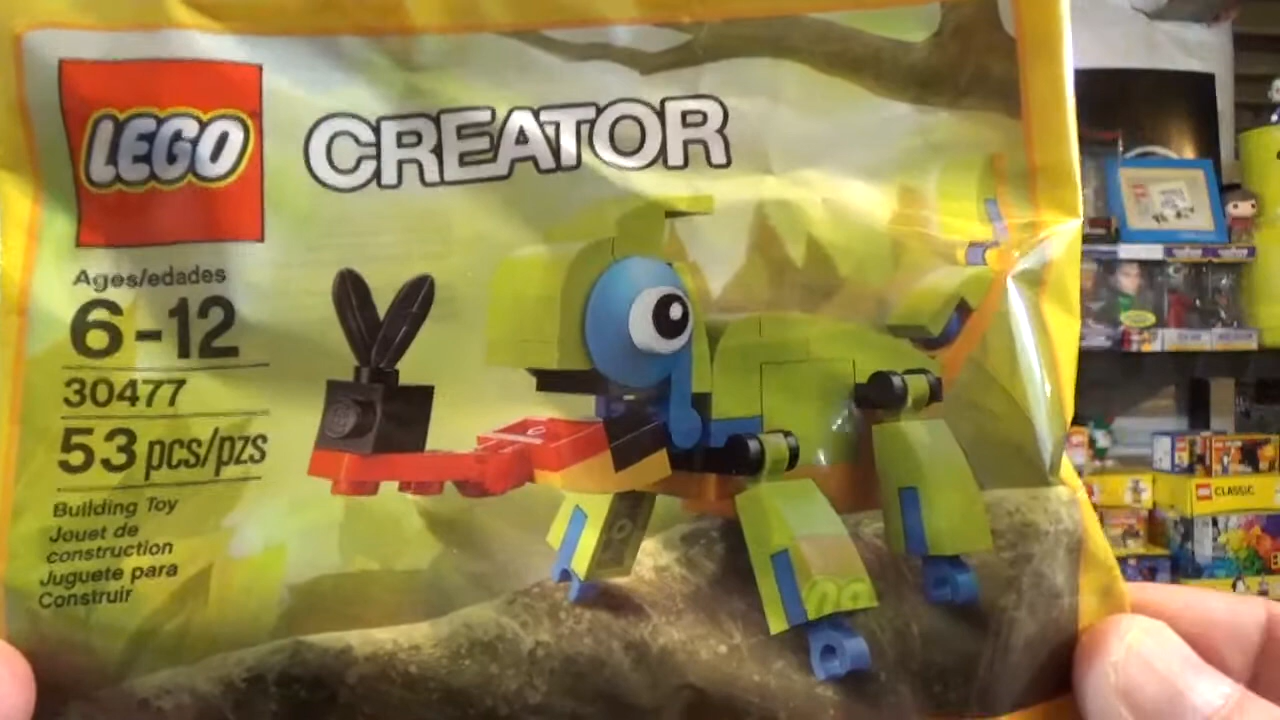 LEGO CREATOR
Ages/edades
6-12
30477
53 pcs/pzs
Building Toy
Jouet de
construction
Juguete para
Construir
CLASSIC